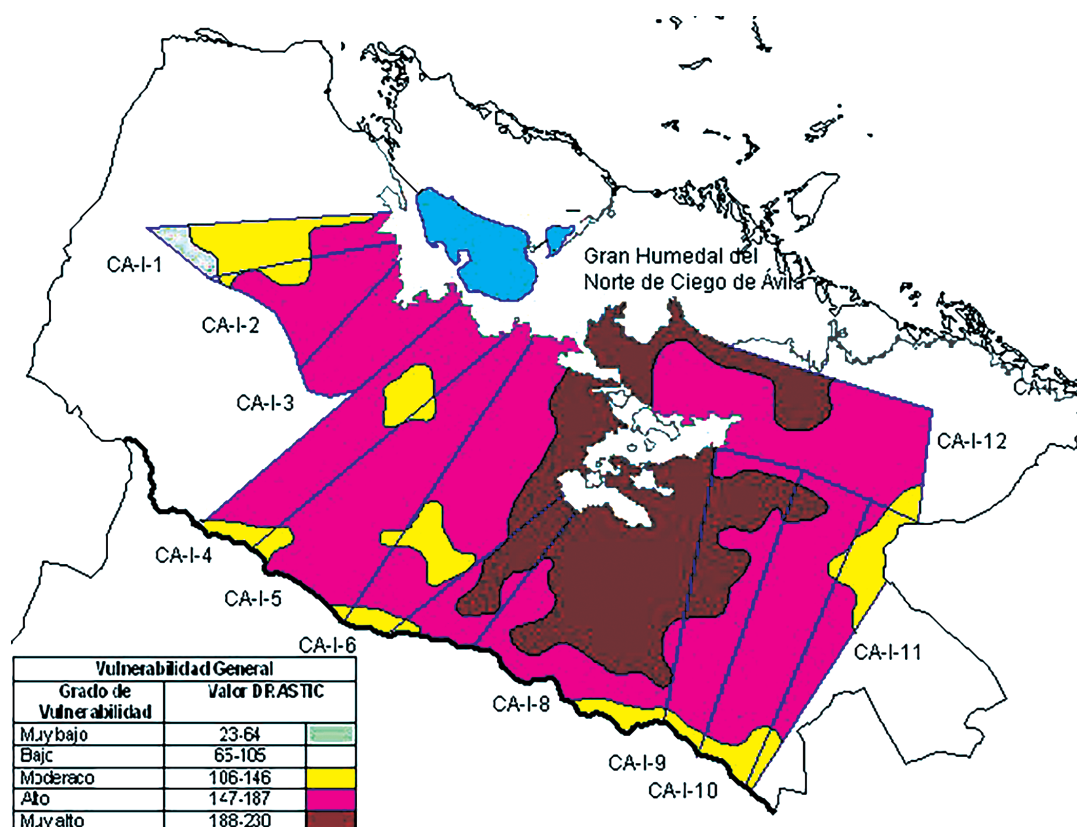 Gran Humedal del
Norte de Ciego de Ávila
CA-I-1
CA-I-2
CA-I-3
CA-I-12
CA-I-4
CA-I-5
CA-I-6
CA-I-11
CA-I-8
CA-I-9
CA-I-10
Vulnerabilidad General
Grado de Vulnerabilidad
Valor DRASTIC
Muy bajo 23-64
Bajo 65-105
Moderado 106-146
Alto 147-187
Muy alto 188-230